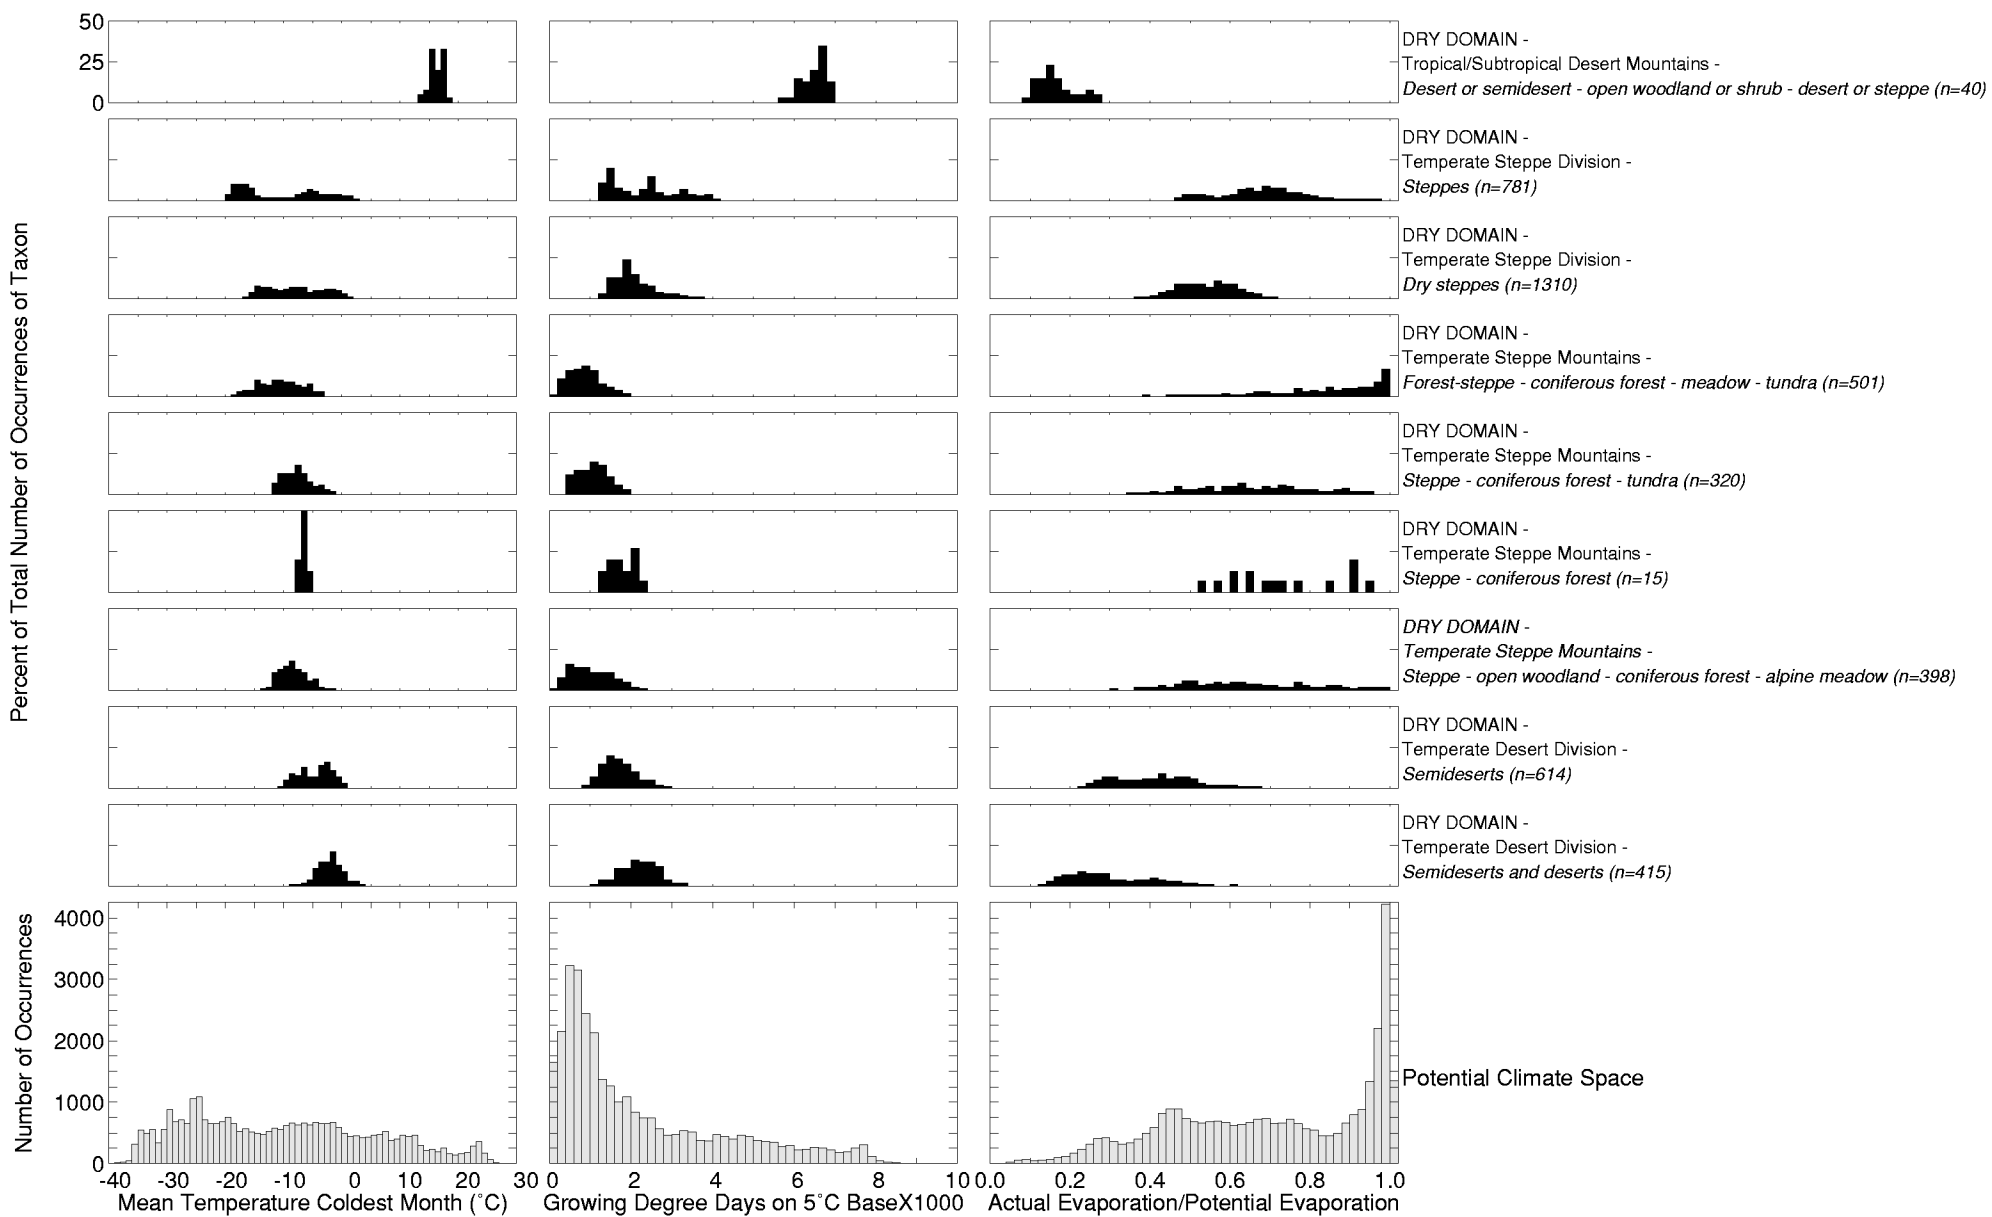 50
25
0
DRY DOMAIN -
Tropical/Subtropical Desert Mountains -
Desert or semidesert - open woodland or shrub - desert or steppe (n=40)
DRY DOMAIN -
Temperate Steppe Division -
Steppes (n=781)
DRY DOMAIN -
Temperate Steppe Division -
Dry steppes (n=1310)
DRY DOMAIN -
Temperate Steppe Mountains -
Forest-steppe - coniferous forest - meadow - tundra (n=501)
DRY DOMAIN -
Temperate Steppe Mountains -
Steppe - coniferous forest - tundra (n=320)
DRY DOMAIN -
Temperate Steppe Mountains -
Steppe - coniferous forest (n=15)
DRY DOMAIN -
Temperate Steppe Mountains -
Steppe - open woodland - coniferous forest - alpine meadow (n=398)
DRY DOMAIN -
Temperate Desert Division -
Semideserts (n=614)
DRY DOMAIN -
Temperate Desert Division -
Semideserts and deserts (n=415)
Percent of Total Number of Occurrences of Taxon
Number of Occurrences
4000
3000
2000
1000
0
Potential Climate Space
-40 -30 -20 -10 0 10 20 30
0 2 4 6 8 10
0.0 0.2 0.4 0.6 0.8 1.0
Mean Temperature Coldest Month (˚C)
Growing Degree Days on 5˚C BaseX1000
Actual Evaporation/Potential Evaporation